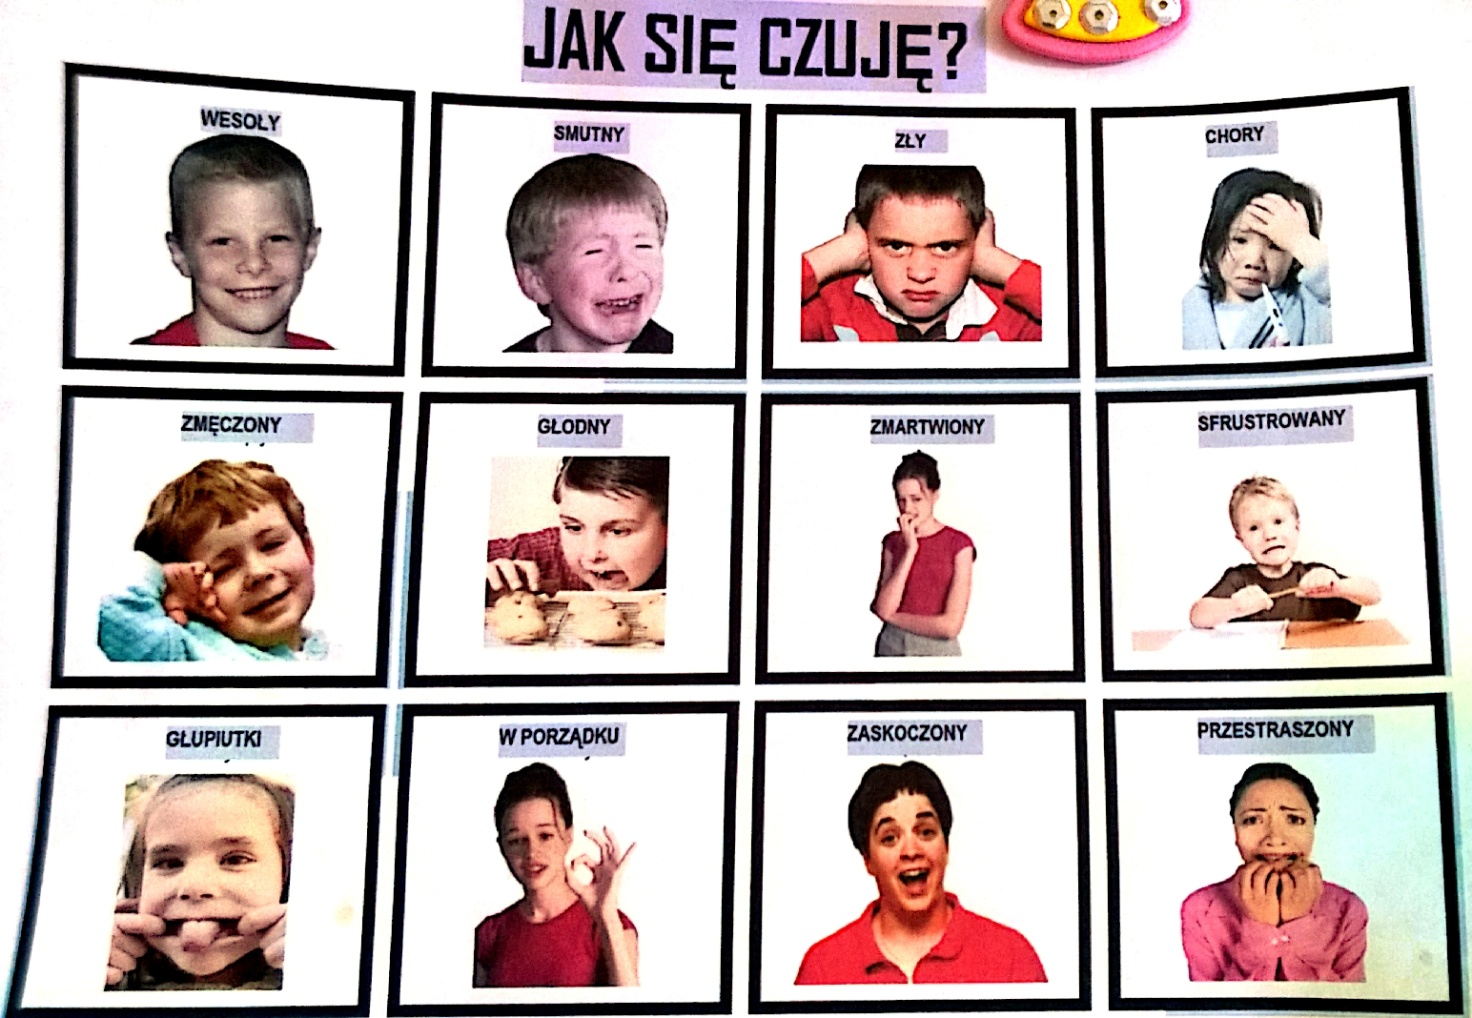 JAK SIĘ CZUJĘ?
WESOŁY
SMUTNY
ZŁY
CHORY
ZMĘCZONY
GŁODNY
ZMARTWIONY
SFRUSTROWANY
GŁUPIUTKI
W PORZĄDKU
ZASKOCZONY
PRZESTRASZONY